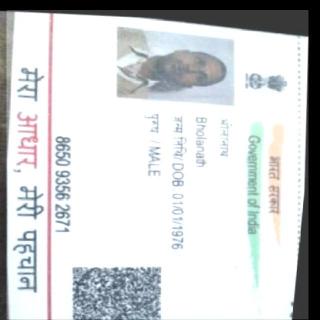 भारत सरकार
Government of India
भोलानाथ
Bholanath
जन्म तिथि/ DOB 01/01/1976
पुरुष / MALE
8650 9356 2671
मेरा आधार, मेरी पहचान